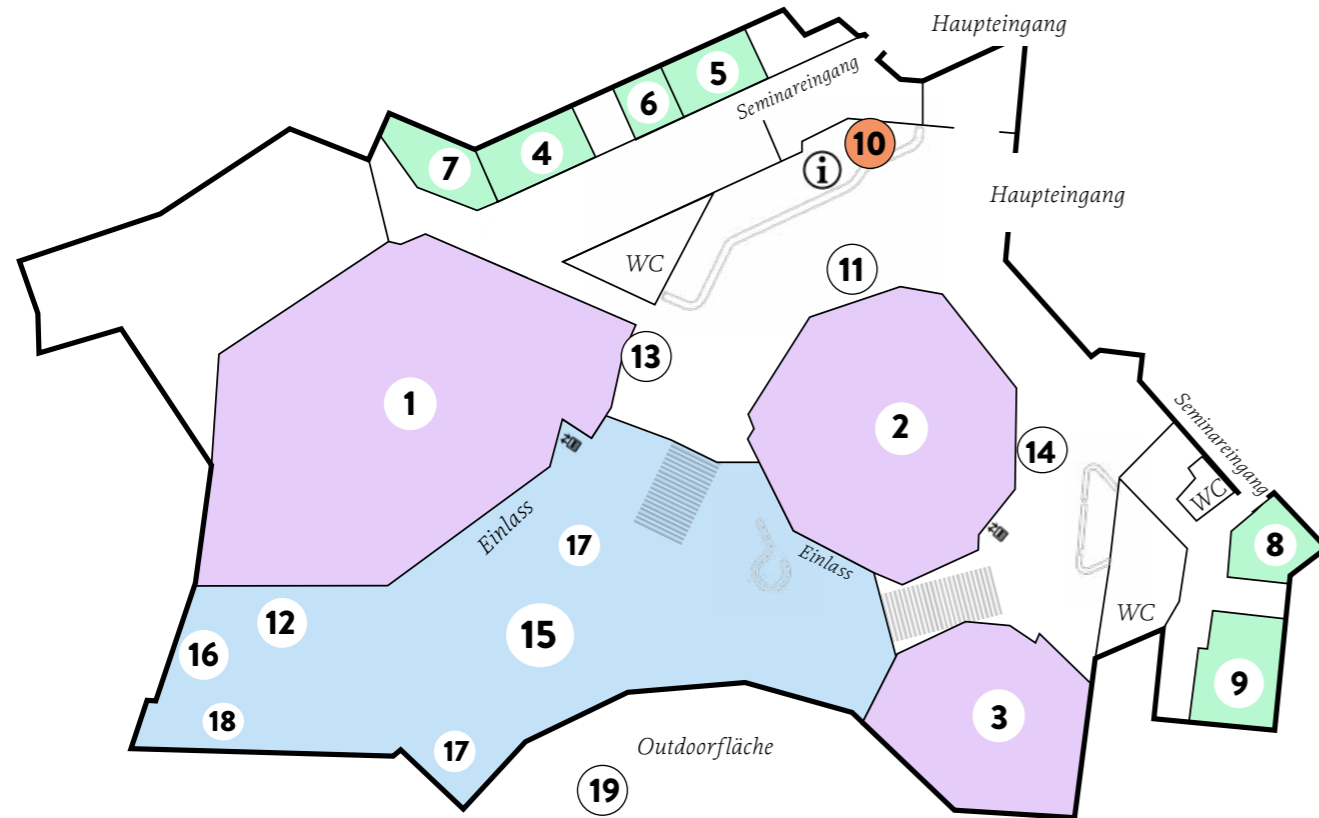 Haupteingang
5
Seminareingang
6
10
4
7
i
Haupteingang
WC
11
13
1
2
Seminareingang
14
WC
Einlass
17
Einlass
8
12
15
WC
16
9
18
3
17
Outdoorfläche
19